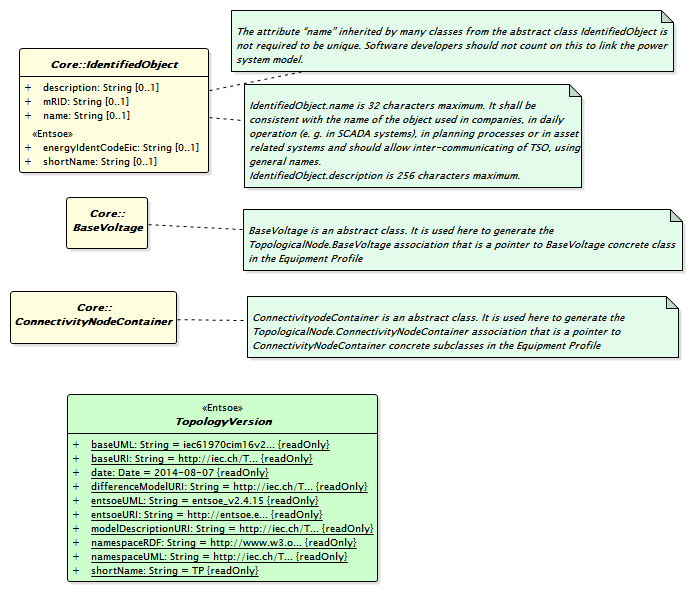 The attribute “name” inherited by many classes from the abstract class IdentifiedObject is
not required to be unique. Software developers should not count on this to link the power
system model.
Core::IdentifiedObject
+ description: String [0..1]
+ mRID: String [0..1]
+ name: String [0..1]
«Entsoe»
+ energyIdentCodeEic: String [0..1]
+ shortName: String [0..1]
IdentifiedObject.name is 32 characters maximum. It shall be
consistent with the name of the object used in companies, in daily
operation (e. g. in SCADA systems), in planning processes or in asset
related systems and should allow inter-communicating of TSO, using
general names.
IdentifiedObject.description is 256 characters maximum.
Core::
BaseVoltage
BaseVoltage is an abstract class. It is used here to generate the
TopologicalNode.BaseVoltage association that is a pointer to BaseVoltage concrete class
in the Equipment Profile
Core::
ConnectivityNodeContainer
ConnectivityodeContainer is an abstract class. It is used here to generate the
TopologicalNode.ConnectivityNodeContainer association that is a pointer to
ConnectivityNodeContainer concrete subclasses in the Equipment Profile
«Entsoe»
TopologyVersion
+ baseUML: String = iec61970cim16v2... {readOnly}
+ baseURI: String = http://iec.ch/T... {readOnly}
+ date: Date = 2014-08-07 {readOnly}
+ differenceModelURI: String = http://iec.ch/T... {readOnly}
+ entsoeUML: String = entsoe_v2.4.15 {readOnly}
+ entsoeURI: String = http://entsoe.e... {readOnly}
+ modelDescriptionURI: String = http://iec.ch/T... {readOnly}
+ namespaceRDF: String = http://www.w3.o... {readOnly}
+ namespaceUML: String = http://iec.ch/T... {readOnly}
+ shortName: String = TP {readOnly}